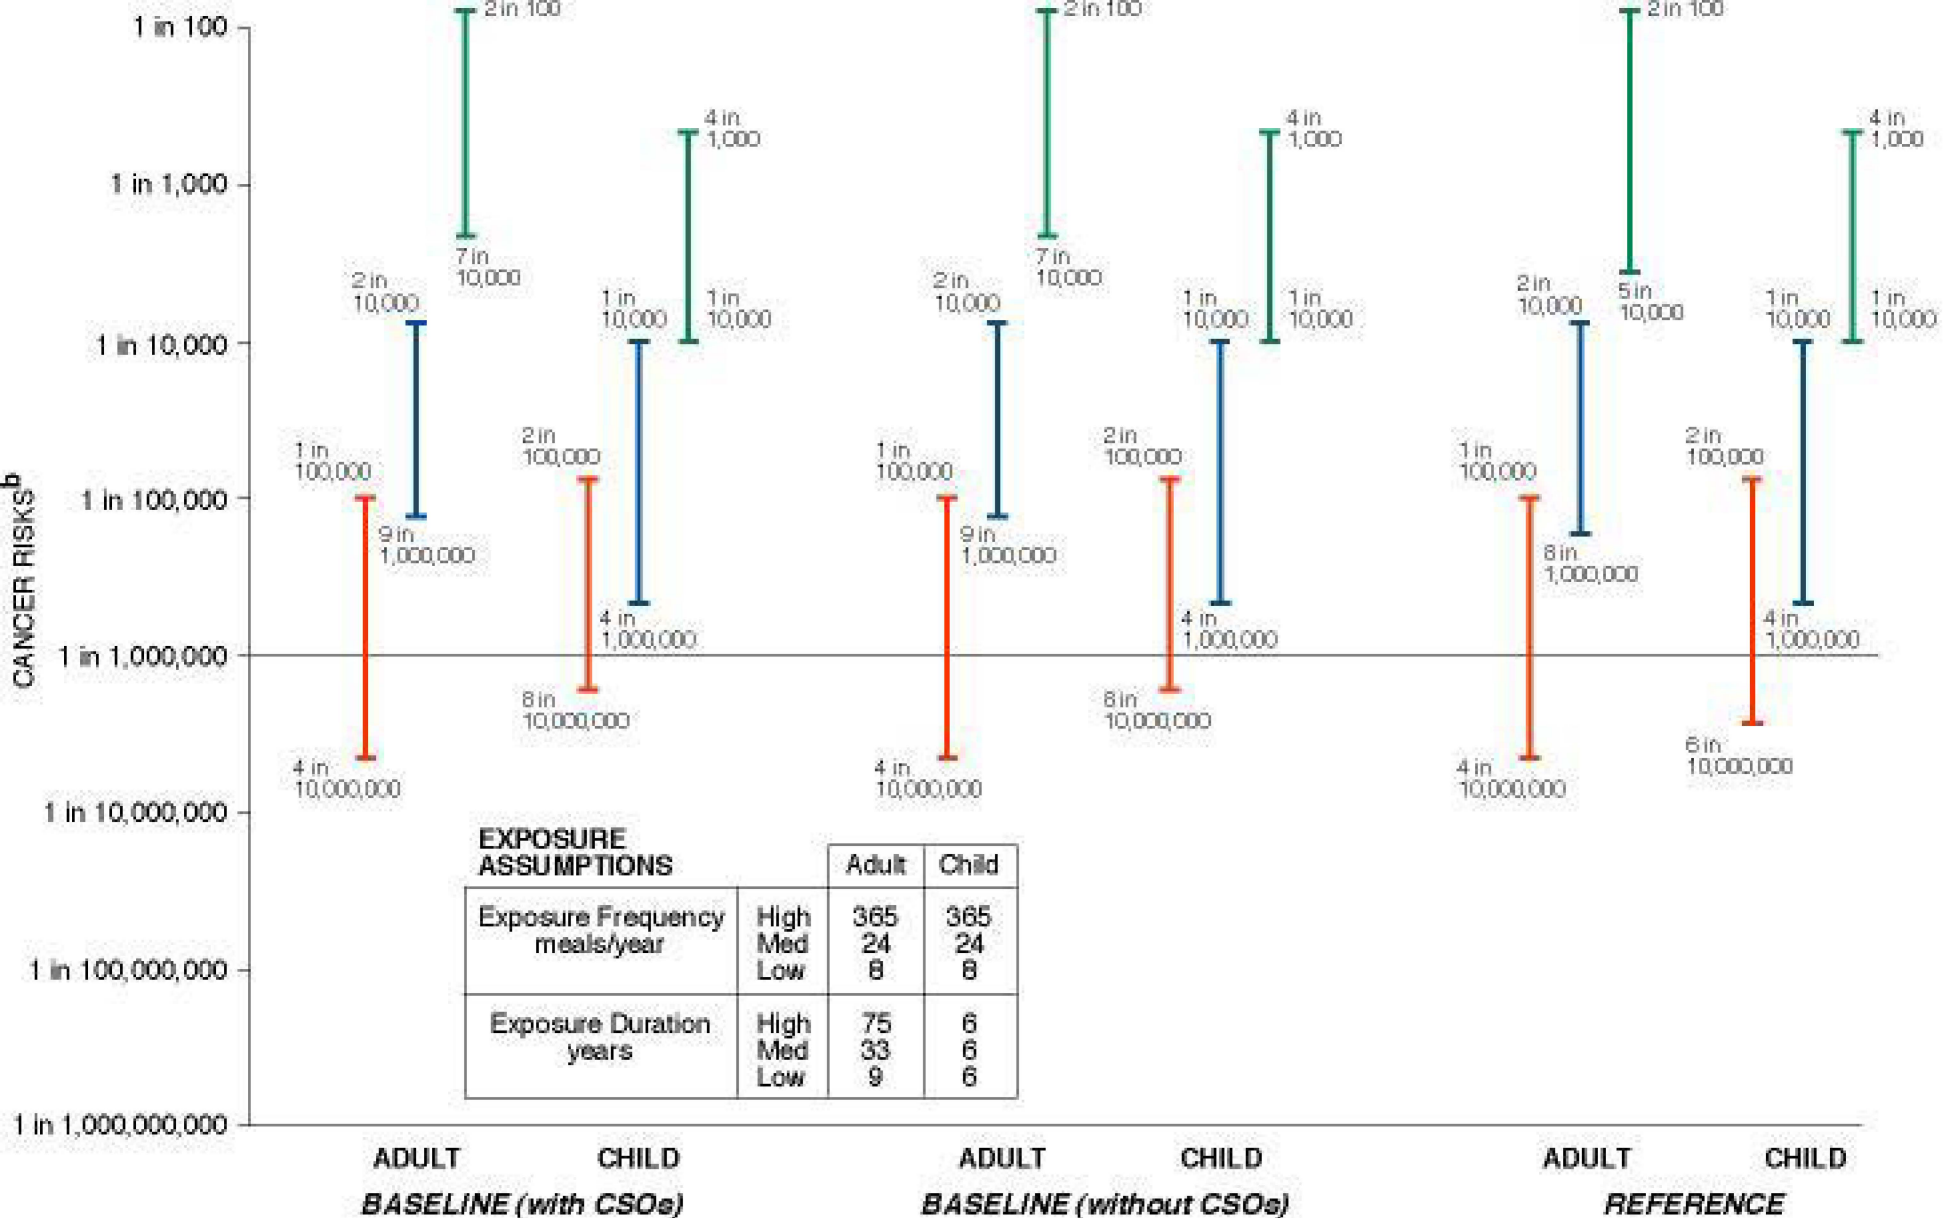 1 in 100
1 in 1,000
1 in 10,000
1 in 100,000
1 in 1,000,000
1 in 10,000,000
1 in 100,000,000
1 in 1,000,000,000
CANCER RISKSb
2 in 100
7 in
10,000
2 in
10,000
9 in
1,000,000
1 in
100,000
4 in
10,000,000
4 in
1,000
1 in
10,000
1 in
10,000
4 in
1,000,000
2 in
100,000
8 in
10,000,000
2 in 100
7 in
10,000
2 in
10,000
9 in
1,000,000
1 in
100,000
4 in
10,000,000
4 in
1,000
1 in
10,000
1 in
10,000
4 in
1,000,000
2 in
100,000
8 in
10,000,000
2 in 100
5 in
10,000
2 in
10,000
8 in
1,000,000
1 in
100,000
4 in
10,000,000
4 in
1,000
1 in
10,000
1 in
10,000
4 in
1,000,000
2 in
100,000
6 in
10,000,000
EXPOSURE
ASSUMPTIONS
Adult Child
Exposure Frequency High 365 365
meals/year Med 24 24
Low 8 8
Exposure Duration High 75 6
years Med 33 6
Low 9 6
ADULT CHILD ADULT CHILD ADULT CHILD
BASELINE (with CSOs) BASELINE (without CSOs) REFERENCE